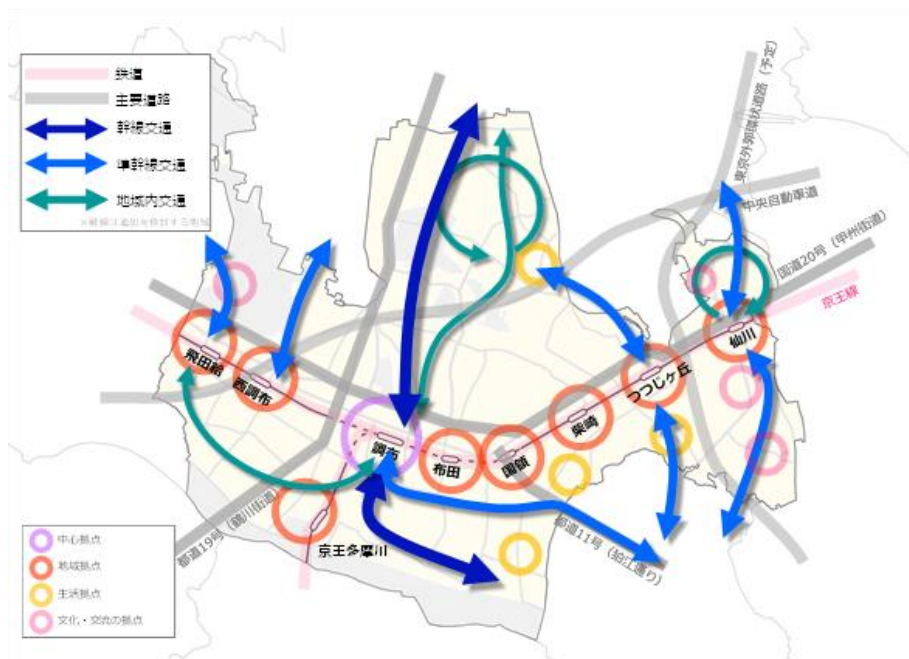 鉄道
主要道路
幹線交通
準幹線交通
地域内交通
東京外郭環状道路（予定）
中央自動車道
国道20号（甲州街道）
京王線
仙川
つつじヶ丘
柴崎
国領
布田
調布
西調布
飛田給
京王多摩川
都道19号（鶴川街道）
都道11号（狛江通り）
中心拠点
地域拠点
生活拠点
文化・交流の拠点